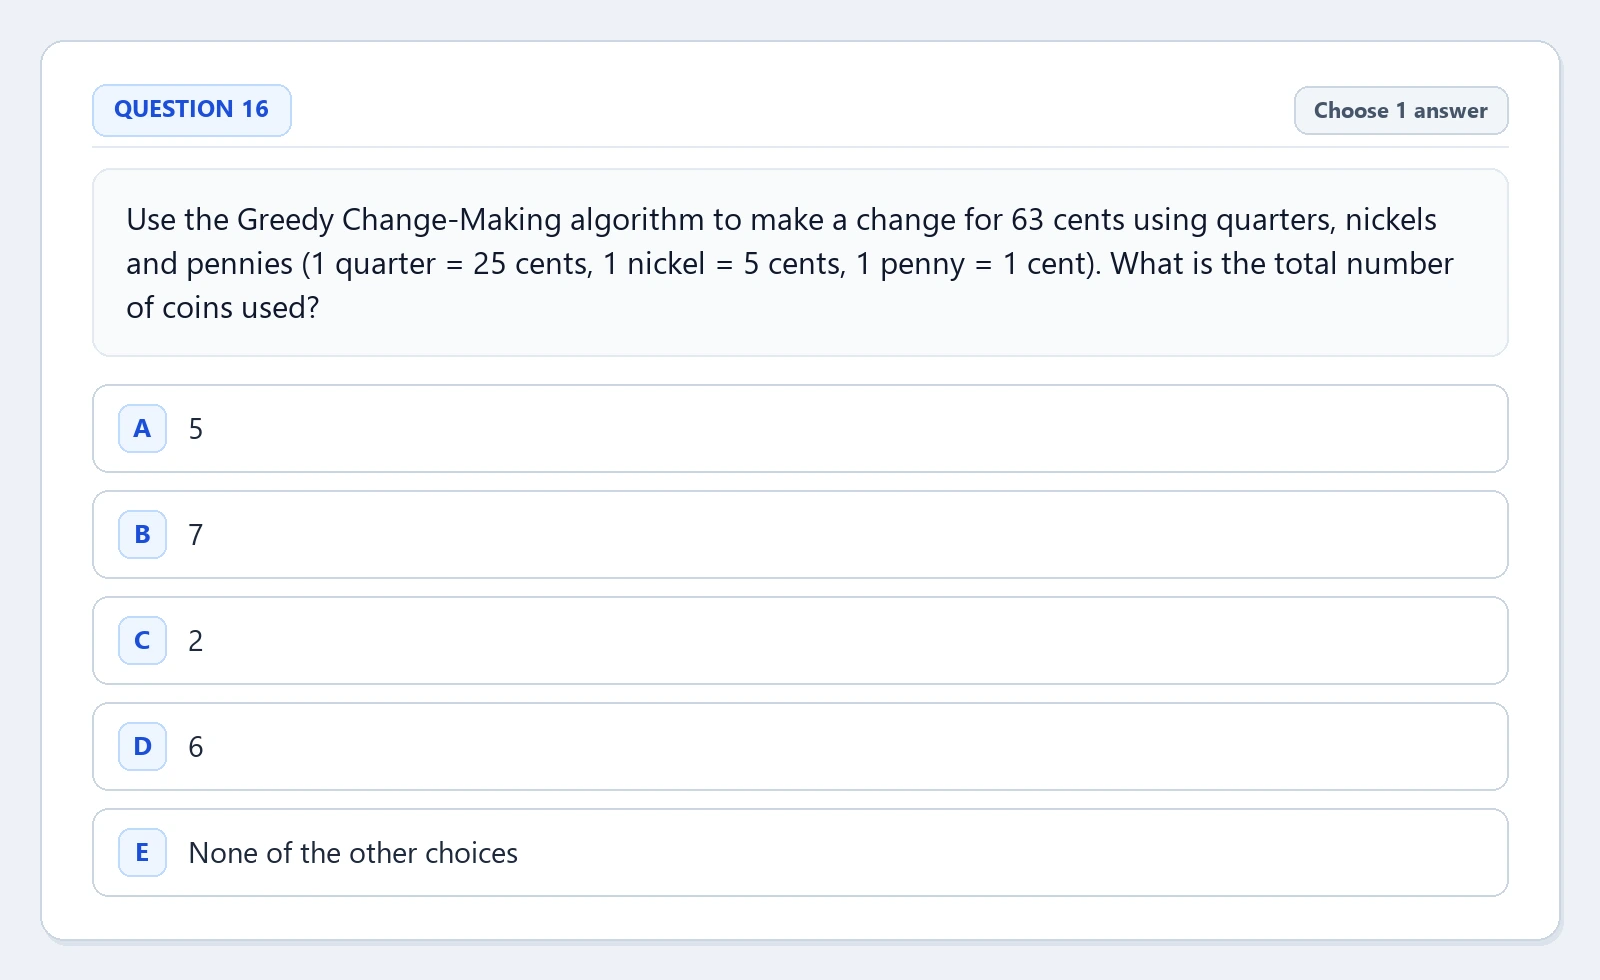 QUESTION 16
Choose 1 answer
Use the Greedy Change-Making algorithm to make a change for 63 cents using quarters, nickels
and pennies (1 quarter = 25 cents, 1 nickel = 5 cents, 1 penny = 1 cent). What is the total number
of coins used?
A 5
B 7
C 2
D 6
E None of the other choices